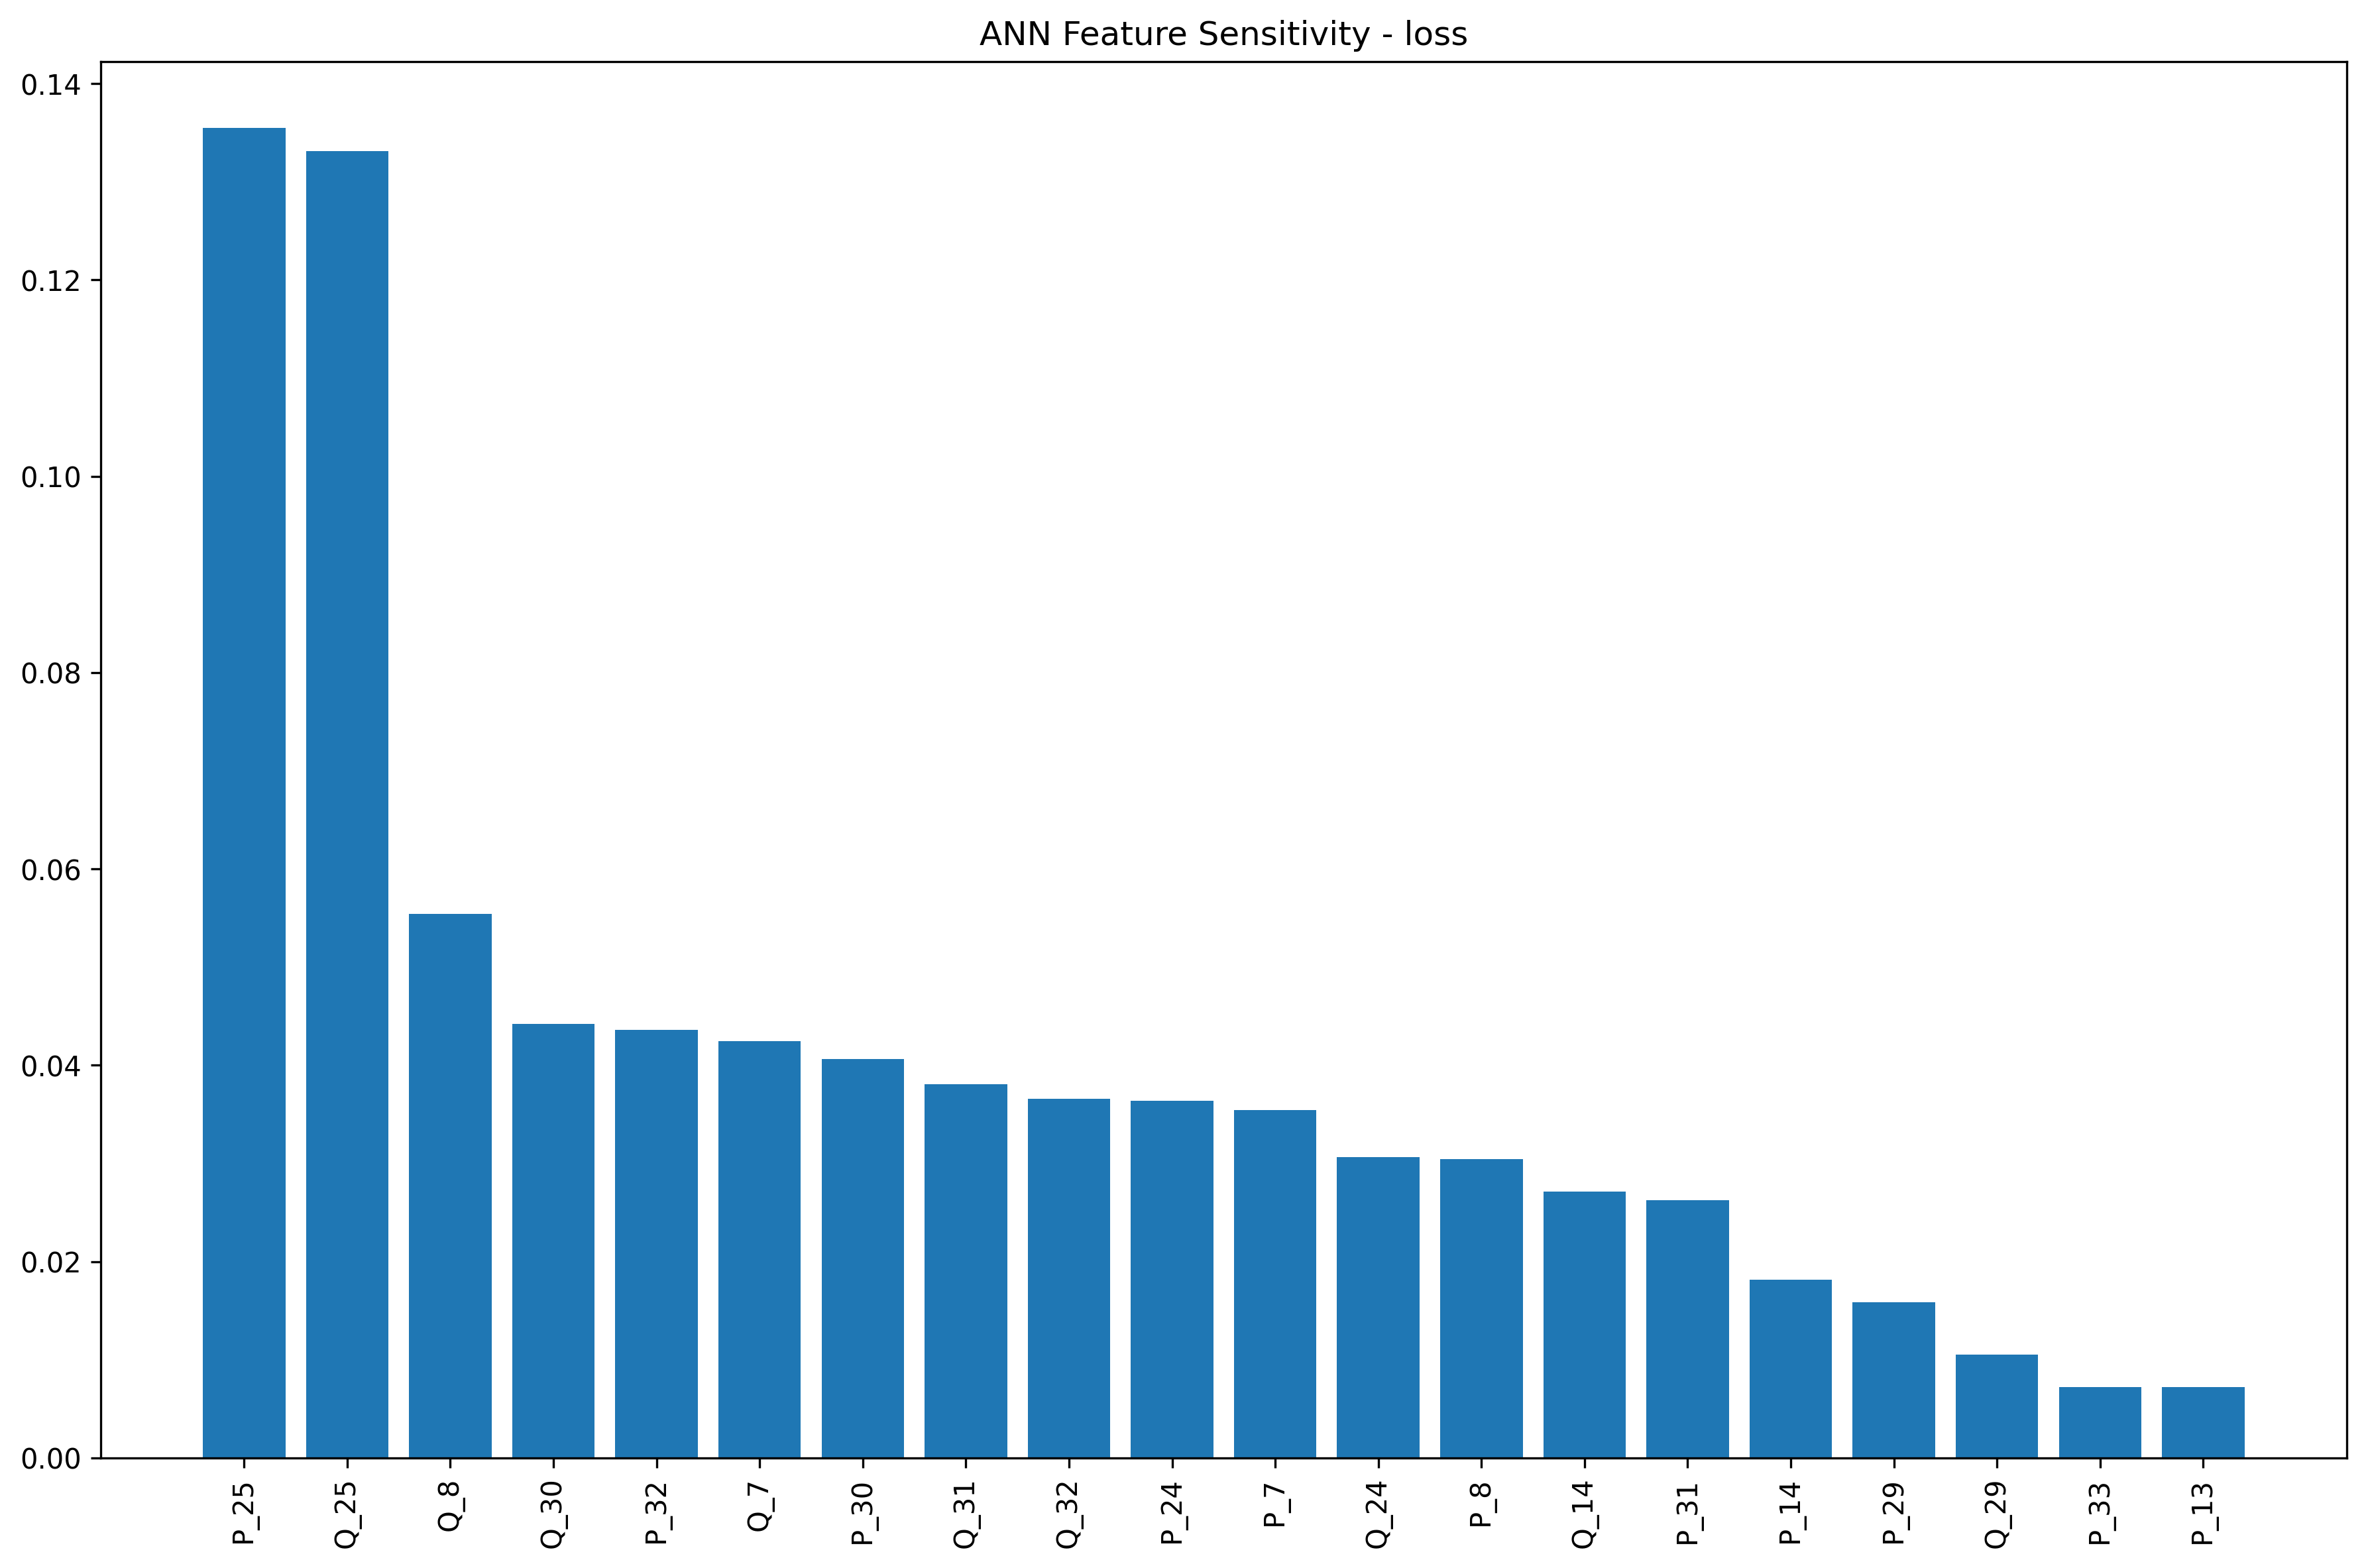 ANN Feature Sensitivity - loss
0.14
0.12
0.10
0.08
0.06
0.04
0.02
0.00
P_25
Q_25
Q_8
Q_30
P_32
Q_7
P_30
Q_31
Q_32
P_24
P_7
Q_24
P_8
Q_14
P_31
P_14
P_29
Q_29
P_33
P_13